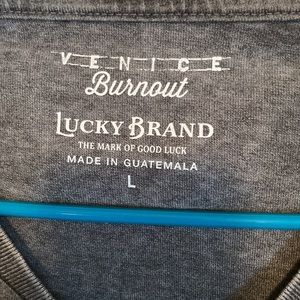 VENICE
Burnout
LUCKY BRAND
THE MARK OF GOOD LUCK
MADE IN GUATEMALA
L